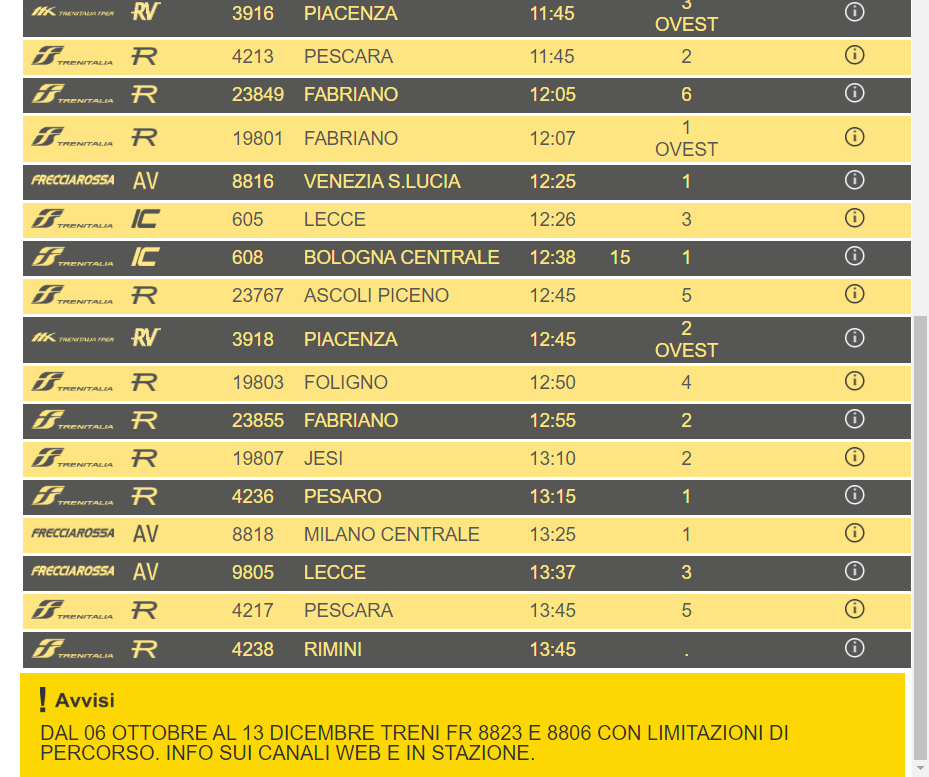 TRENITALIA TPER RV 3916 PIACENZA 11:45 3
OVEST
TRENITALIA R 4213 PESCARA 11:45 2
TRENITALIA R 23849 FABRIANO 12:05 6
TRENITALIA R 19801 FABRIANO 12:07 1
OVEST
FRECCIAROSSA AV 8816 VENEZIA S.LUCIA 12:25 1
TRENITALIA IC 605 LECCE 12:26 3
TRENITALIA IC 608 BOLOGNA CENTRALE 12:38 15 1
TRENITALIA R 23767 ASCOLI PICENO 12:45 5
TRENITALIA TPER RV 3918 PIACENZA 12:45 2
OVEST
TRENITALIA R 19803 FOLIGNO 12:50 4
TRENITALIA R 23855 FABRIANO 12:55 2
TRENITALIA R 19807 JESI 13:10 2
TRENITALIA R 4236 PESARO 13:15 1
FRECCIAROSSA AV 8818 MILANO CENTRALE 13:25 1
FRECCIAROSSA AV 9805 LECCE 13:37 3
TRENITALIA R 4217 PESCARA 13:45 5
TRENITALIA R 4238 RIMINI 13:45 .
! Avvisi
DAL 06 OTTOBRE AL 13 DICEMBRE TRENI FR 8823 E 8806 CON LIMITAZIONI DI
PERCORSO. INFO SUI CANALI WEB E IN STAZIONE.